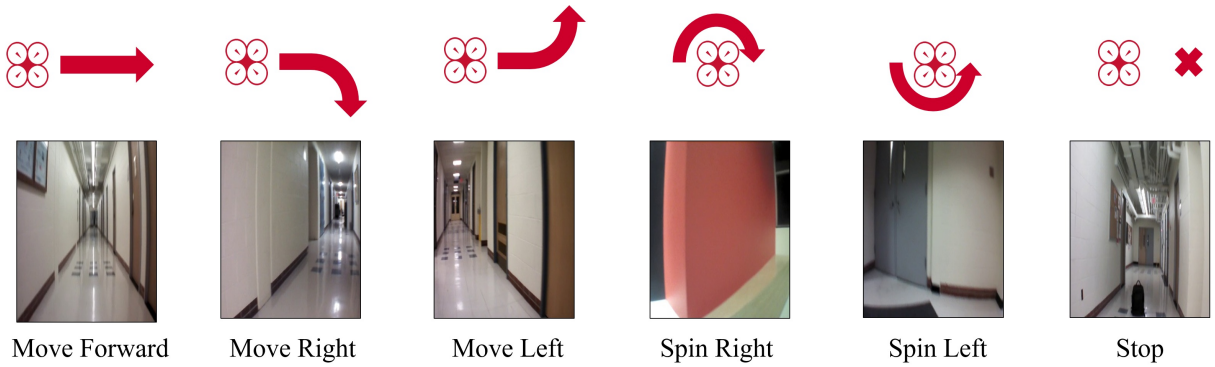 Move Forward
Move Right
Move Left
Spin Right
Spin Left
Stop